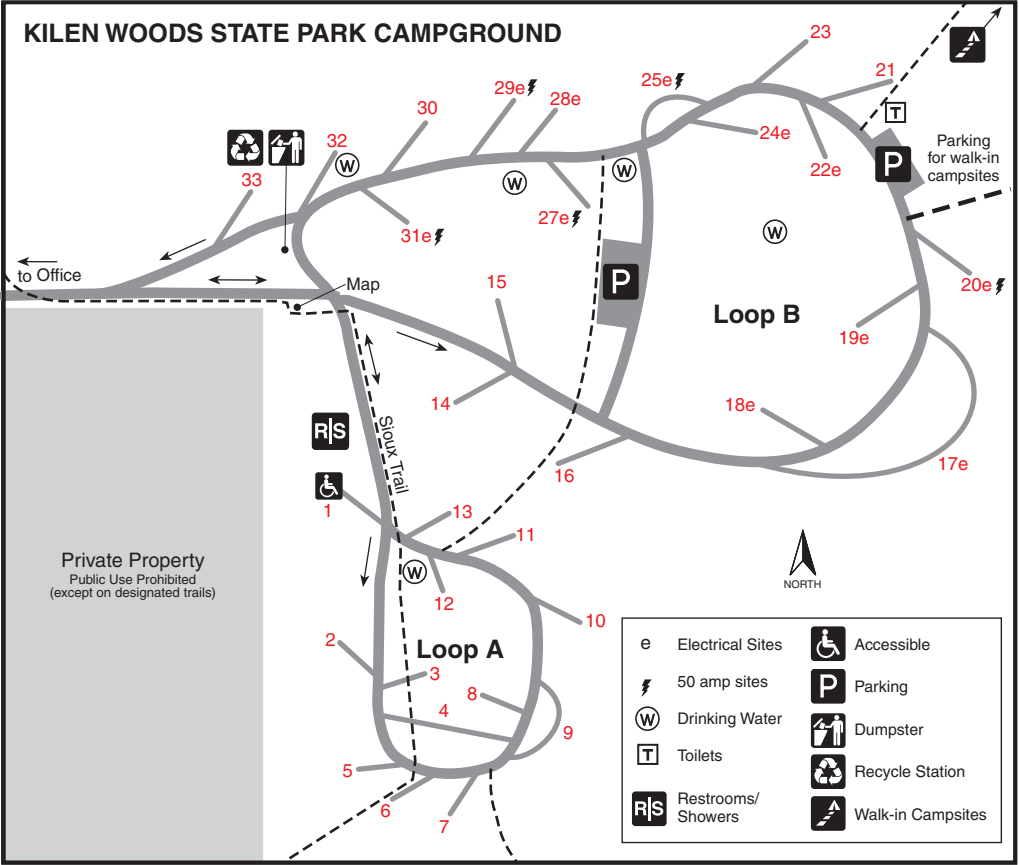 KILEN WOODS STATE PARK CAMPGROUND
23
21
25e
29e
28e
30
T
24e
32
W
W
W
P
Parking
for walk-in
campsites
22e
33
31e
27e
W
to Office
Map
15
P
Loop B
20e
19e
14
18e
R|S
Sioux Trail
16
17e
1
13
11
Private Property
Public Use Prohibited
(except on designated trails)
W
12
NORTH
10
2
Loop A
3
8
4
9
5
6
7
e Electrical Sites
50 amp sites
W Drinking Water
T Toilets
R|S Restrooms/
Showers
Accessible
P Parking
Dumpster
Recycle Station
Walk-in Campsites